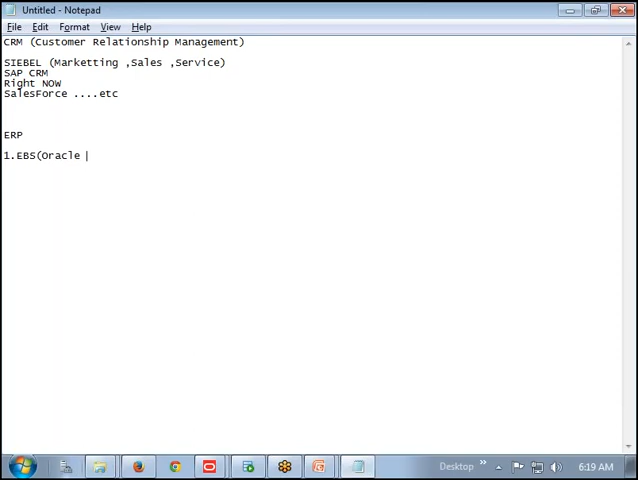 Untitled - Notepad
File Edit Format View Help
CRM (Customer Relationship Management)
SIEBEL (Marketting ,Sales ,Service)
SAP CRM
Right NOW
SalesForce ....etc
ERP
1.EBS(Oracle
Desktop
6:19 AM